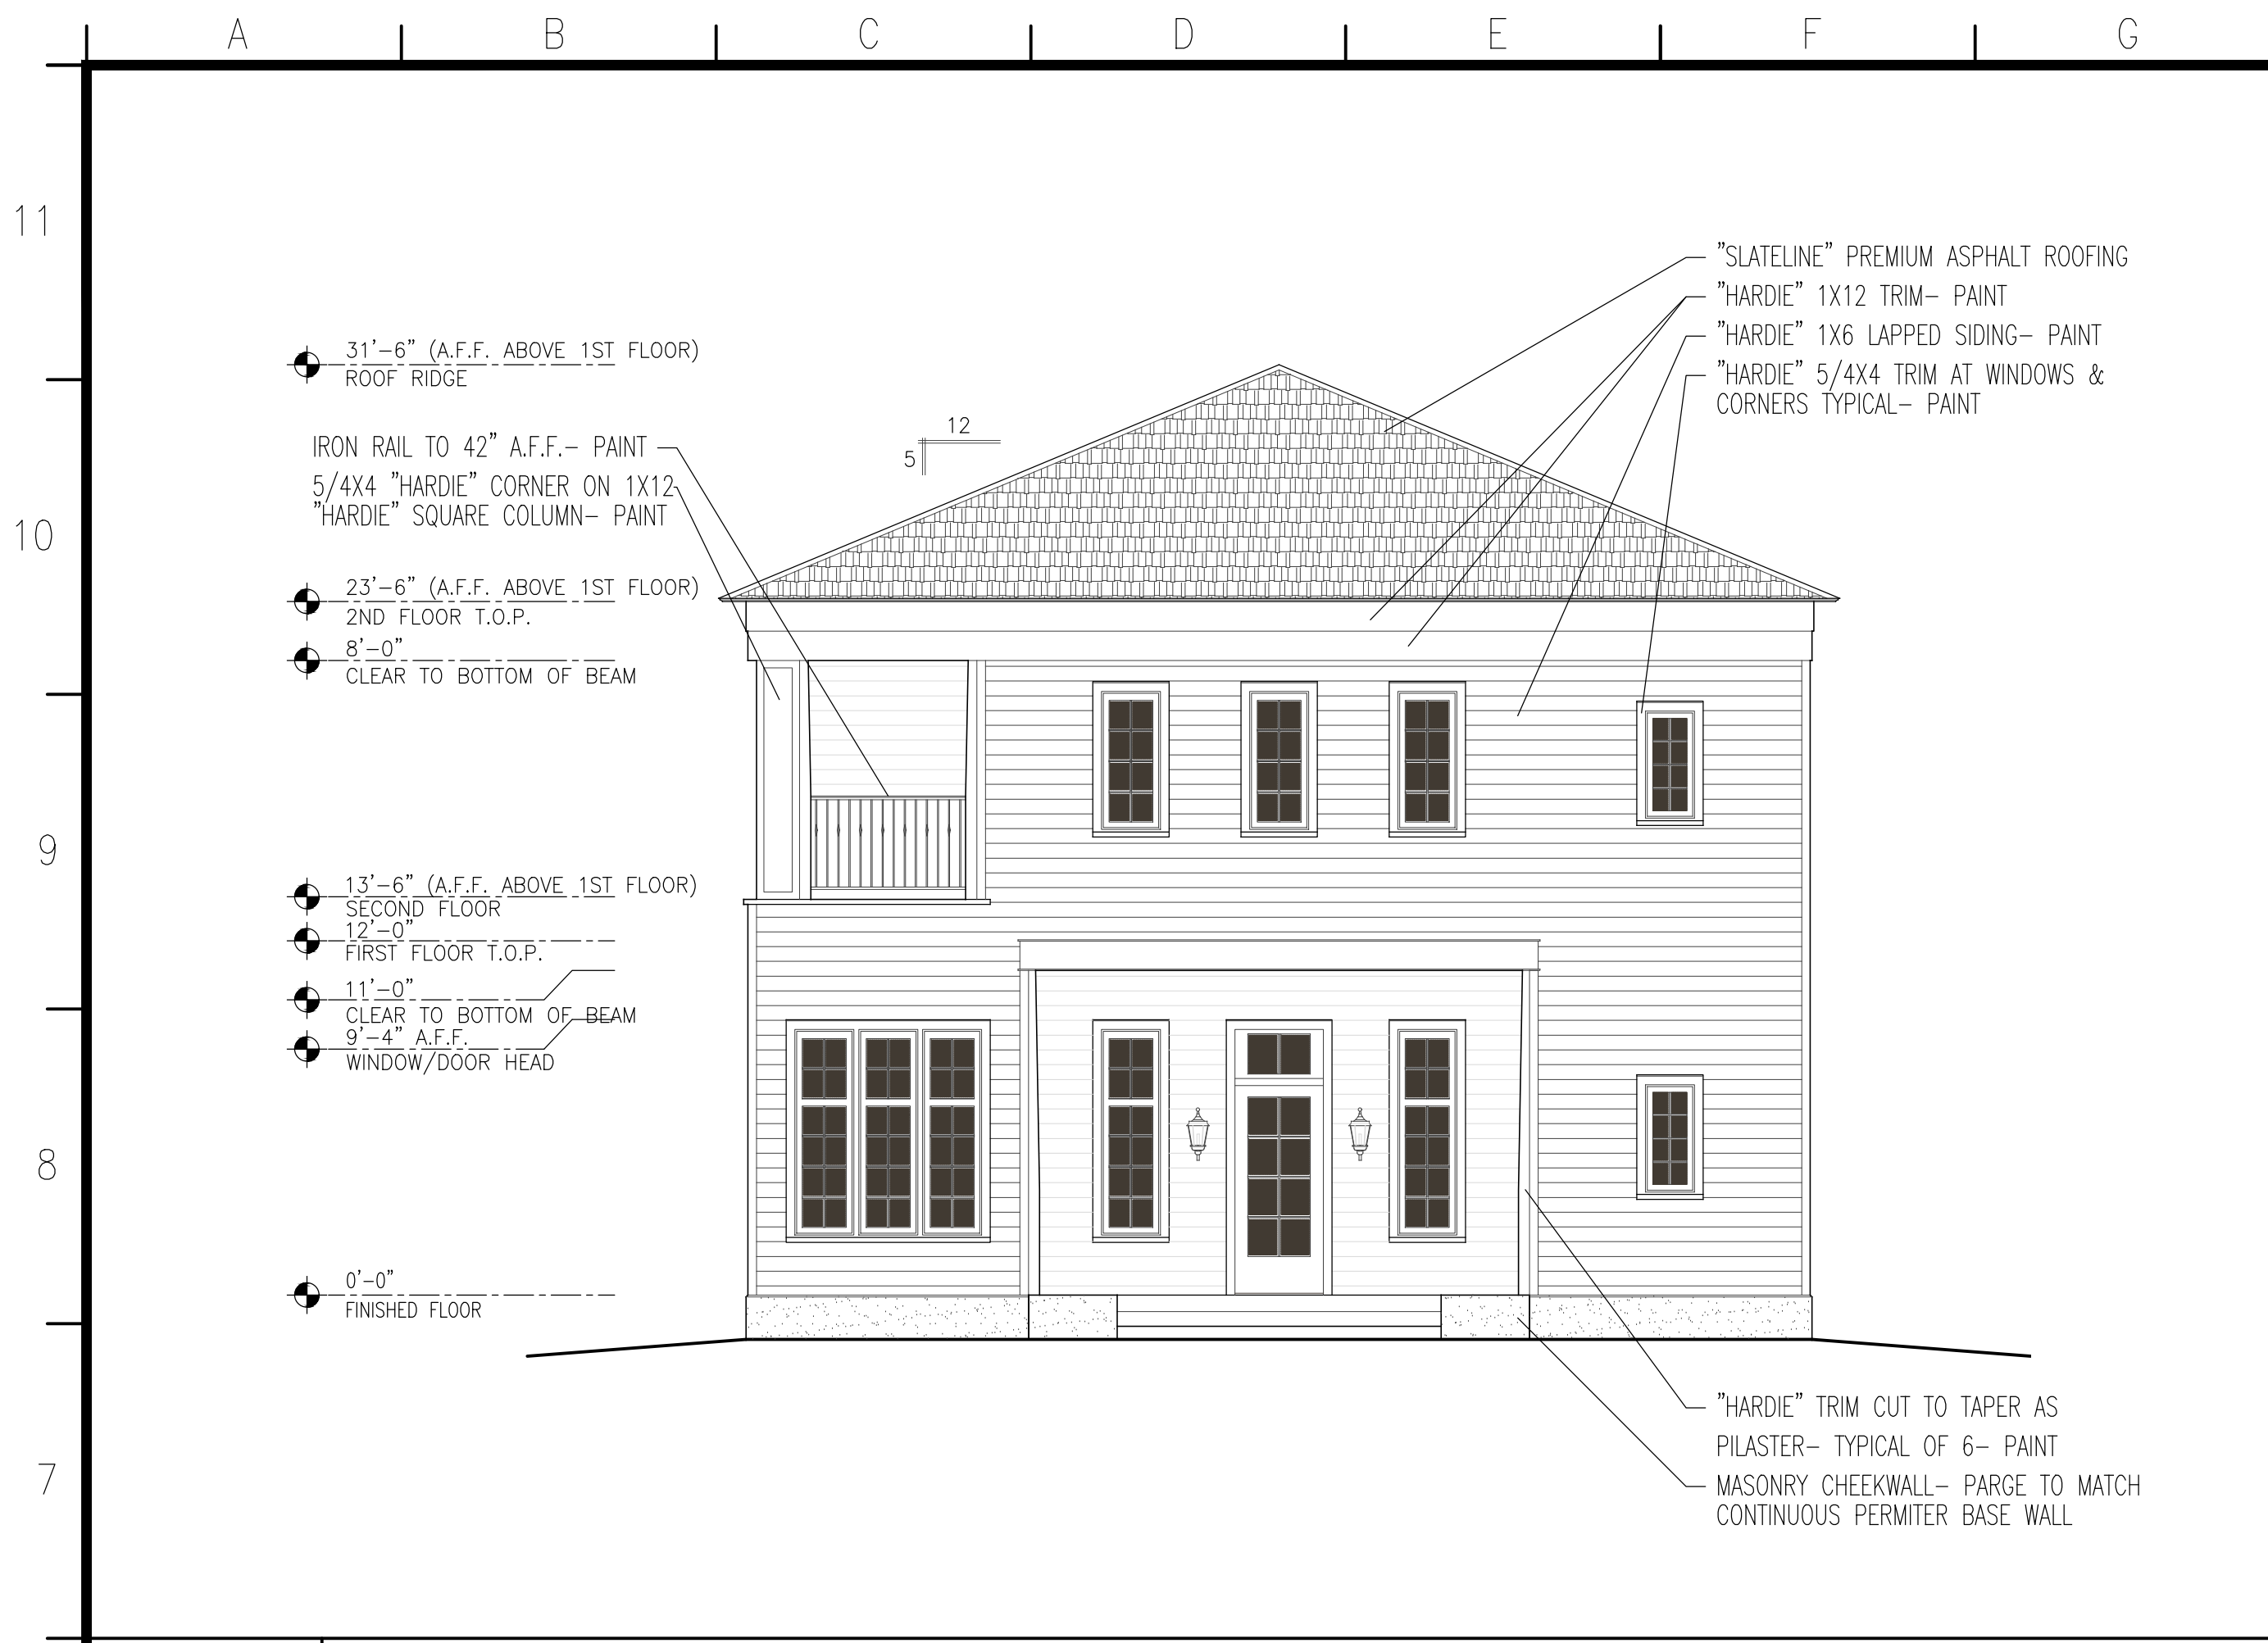 A B C D E F G
11
10
9
8
7
"SLATELINE" PREMIUM ASPHALT ROOFING
"HARDIE" 1X12 TRIM– PAINT
"HARDIE" 1X6 LAPPED SIDING– PAINT
"HARDIE" 5/4X4 TRIM AT WINDOWS &
CORNERS TYPICAL– PAINT
31'–6" (A.F.F. ABOVE 1ST FLOOR)
ROOF RIDGE
12
5
IRON RAIL TO 42" A.F.F.– PAINT
5/4X4 "HARDIE" CORNER ON 1X12
"HARDIE" SQUARE COLUMN– PAINT
23'–6" (A.F.F. ABOVE 1ST FLOOR)
2ND FLOOR T.O.P.
8'–0"
CLEAR TO BOTTOM OF BEAM
13'–6" (A.F.F. ABOVE 1ST FLOOR)
SECOND FLOOR
12'–0"
FIRST FLOOR T.O.P.
11'–0"
CLEAR TO BOTTOM OF BEAM
9'–4" A.F.F.
WINDOW/DOOR HEAD
0'–0"
FINISHED FLOOR
"HARDIE" TRIM CUT TO TAPER AS
PILASTER– TYPICAL OF 6– PAINT
MASONRY CHEEKWALL– PARGE TO MATCH
CONTINUOUS PERMITER BASE WALL